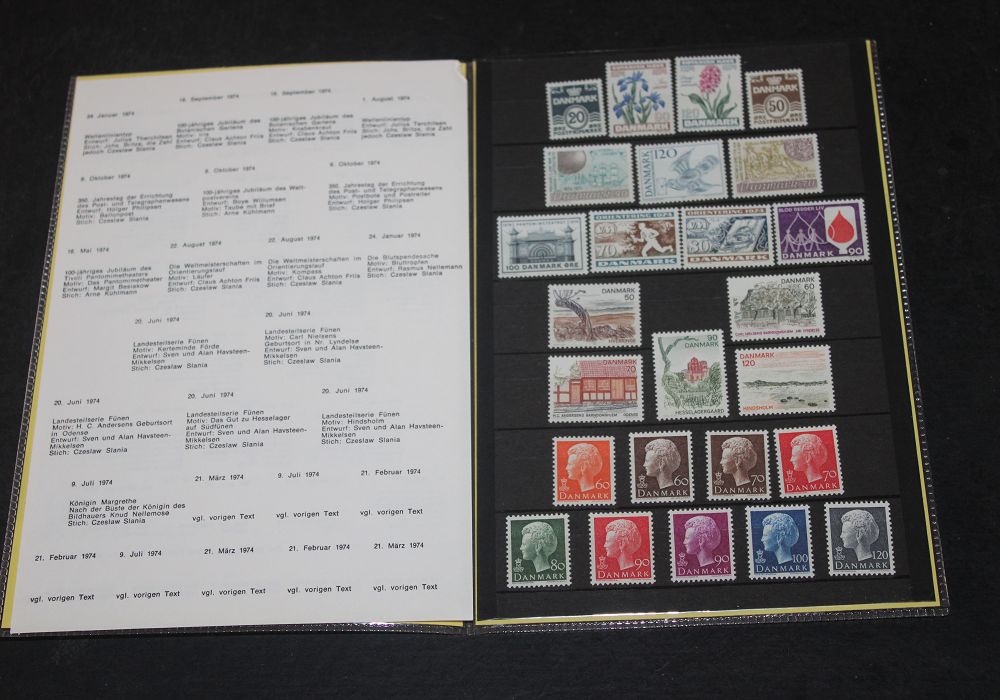 24. Januar 1974
16. September 1974
16. September 1974
1. August 1974
Wellenlinientyp
Entwurf: Julius Therchilsen
Stich: Johs. Britze, die Zahl
jedoch Czeslaw Slania
100-jähriges Jubiläum des
Botanischen Gartens
Motiv: Iris
Entwurf: Claus Achton Friis
Stich: Czeslaw Slania
100-jähriges Jubiläum des
Botanischen Gartens
Motiv: Knabenkraut
Entwurf: Claus Achton Friis
Stich: Czeslaw Slania
Wellenlinientyp
Entwurf: Julius Therchilsen
Stich: Johs. Britze, die Zahl
jedoch Czeslaw Slania
9. Oktober 1974
9. Oktober 1974
9. Oktober 1974
350. Jahrestag der Errichtung
des Post- und Telegraphenwesens
Motiv: Ballonpost
Entwurf: Holger Philipsen
Stich: Czeslaw Slania
100-jähriges Jubiläum des Welt-
postvereins
Entwurf: Boye Willumsen
Motiv: Taube mit Brief
Stich: Arne Kühlmann
350. Jahrestag der Errichtung
des Post- und Telegraphenwesens
Motiv: Postbote und Postreiter
Entwurf: Holger Philipsen
Stich: Czeslaw Slania
16. Mai 1974
22. August 1974
22. August 1974
24. Januar 1974
100-jähriges Jubiläum des
Tivoli Pantomimetheaters
Motiv: Das Pantomimetheater
Entwurf: Margit Besiakow
Stich: Arne Kühlmann
Die Weltmeisterschaften im
Orientierungslauf
Motiv: Läufer
Entwurf: Claus Achton Friis
Stich: Czeslaw Slania
Die Weltmeisterschaften im
Orientierungslauf
Motiv: Kompass
Entwurf: Claus Achton Friis
Stich: Czeslaw Slania
Die Blutspendesache
Motiv: Bluttropfen
Entwurf: Rasmus Nellemann
Stich: Czeslaw Slania
20. Juni 1974
20. Juni 1974
Landesteilserie Fünen
Motiv: Kerteminde Förde
Entwurf: Sven und Alan Havsteen-
Mikkelsen
Stich: Czeslaw Slania
Landesteilserie Fünen
Motiv: Carl Nielsens
Geburtsort in Nr. Lyndelse
Entwurf: Sven und Alan Havsteen-
Mikkelsen
Stich: Czeslaw Slania
20. Juni 1974
20. Juni 1974
20. Juni 1974
Landesteilserie Fünen
Motiv: H. C. Andersens Geburtsort
in Odense
Entwurf: Sven und Alan Havsteen-
Mikkelsen
Stich: Czeslaw Slania
Landesteilserie Fünen
Motiv: Das Gut zu Hesselager
auf Südfünen
Entwurf: Sven und Alan Havsteen-
Mikkelsen
Stich: Czeslaw Slania
Landesteilserie Fünen
Motiv: Hindsholm
Entwurf: Sven und Alan Havsteen-
Mikkelsen
Stich: Czeslaw Slania
9. Juli 1974
21. März 1974
9. Juli 1974
21. Februar 1974
Königin Margrethe
Nach der Büste der Königin des
Bildhauers Knud Nellemose
Stich: Czeslaw Slania
vgl. vorigen Text
vgl. vorigen Text
vgl. vorigen Text
21. Februar 1974
9. Juli 1974
21. März 1974
21. Februar 1974
21. März 1974
vgl. vorigen Text
vgl. vorigen Text
vgl. vorigen Text
vgl. vorigen Text
vgl. vorigen Text
DANMARK
20
DANMARK
120
DANMARK
DANMARK
50
120
DANMARK
100 DANMARK ØRE
ORIENTERING 1974
70
DANMARK
ORIENTERING 1974
80
DANMARK
BLOD REDDER LIV
DANMARK 90
DANMARK
50
DANMARK
60
DANMARK
70
H.C. ANDERSENS BARNDOMSHJEM ODENSE
90
DANMARK
HESSELAGERGAARD
DANMARK
120
HINDSHOLM
60
DANMARK
60
DANMARK
70
DANMARK
70
DANMARK
80
DANMARK
90
DANMARK
90
DANMARK
100
DANMARK
120
DANMARK